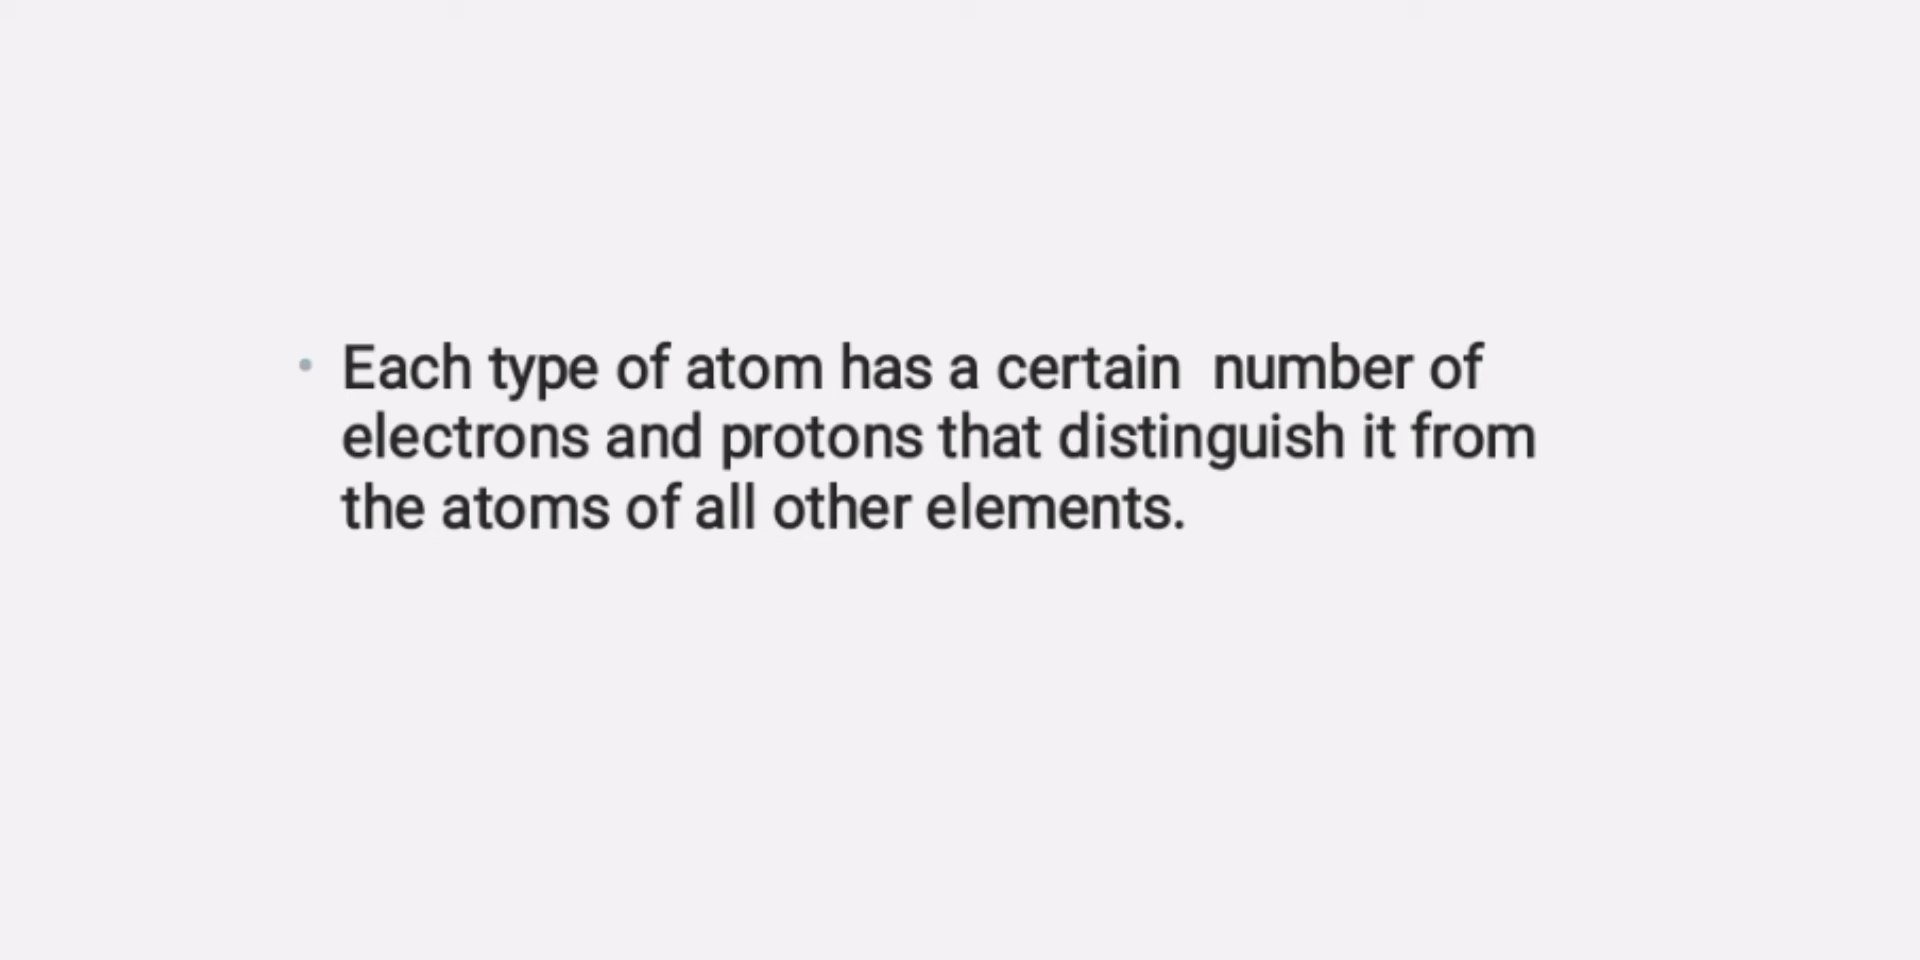 • Each type of atom has a certain  number of
electrons and protons that distinguish it from
the atoms of all other elements.